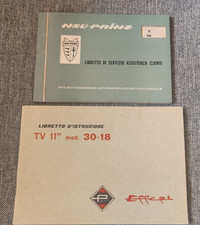 NSU-PRINZ
LIBRETTO DI SERVIZIO ASSISTENZA CLIENTI
LIBRETTO D'ISTRUZIONE
TV 11" mod. 30-18
Effepi